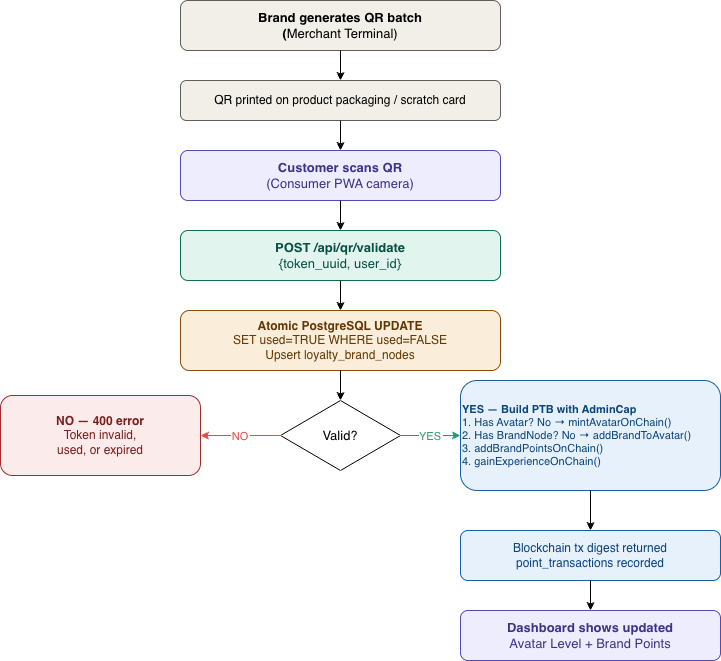 Brand generates QR batch
(Merchant Terminal)
QR printed on product packaging / scratch card
Customer scans QR
(Consumer PWA camera)
POST /api/qr/validate
{token_uuid, user_id}
Atomic PostgreSQL UPDATE
SET used=TRUE WHERE used=FALSE
Upsert loyalty_brand_nodes
Valid?
NO
NO — 400 error
Token invalid,
used, or expired
YES
YES — Build PTB with AdminCap
1. Has Avatar? No → mintAvatarOnChain()
2. Has BrandNode? No → addBrandToAvatar()
3. addBrandPointsOnChain()
4. gainExperienceOnChain()
Blockchain tx digest returned
point_transactions recorded
Dashboard shows updated
Avatar Level + Brand Points